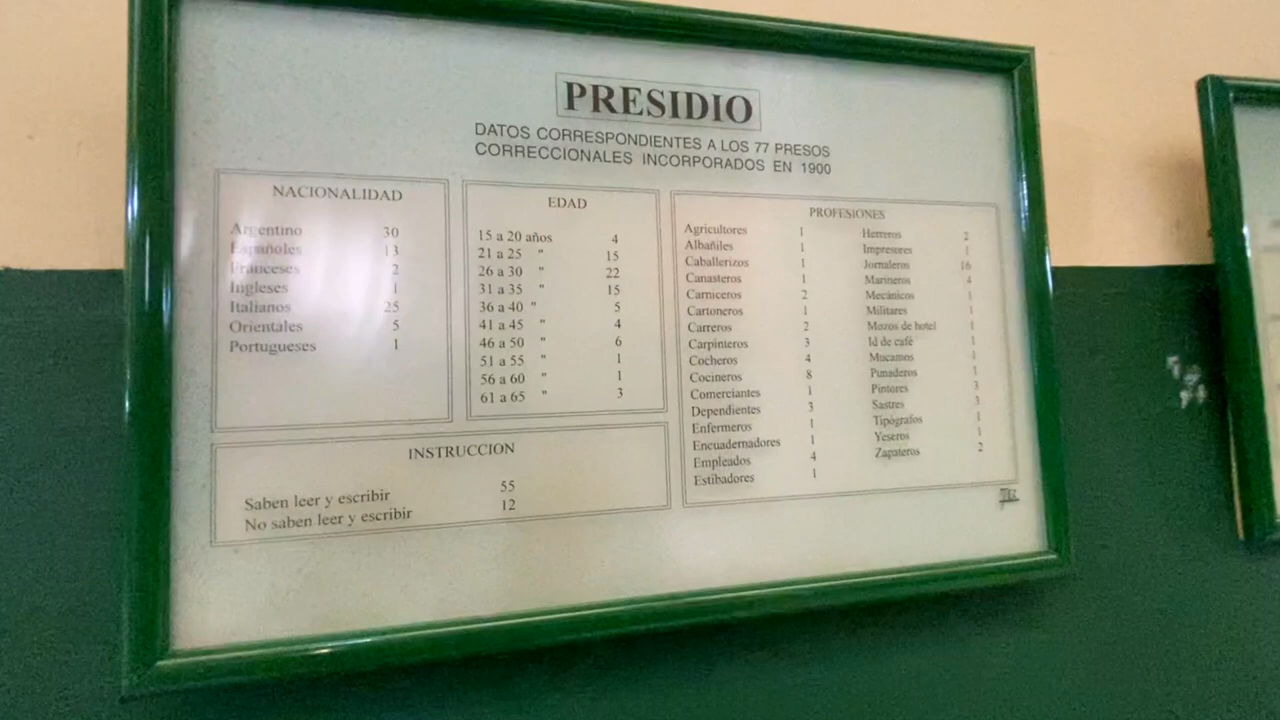 PRESIDIO
DATOS CORRESPONDIENTES A LOS 77 PRESOS
CORRECCIONALES INCORPORADOS EN 1900
NACIONALIDAD
Argentino 30
Españoles 13
Franceses 2
Ingleses 1
Italianos 25
Orientales 5
Portugueses 1
EDAD
15 a 20 años 4
21 a 25 " 15
26 a 30 " 22
31 a 35 " 15
36 a 40 " 5
41 a 45 " 4
46 a 50 " 6
51 a 55 " 1
56 a 60 " 1
61 a 65 " 3
INSTRUCCION
Saben leer y escribir 55
No saben leer y escribir 12
PROFESIONES
Agricultores 1
Albañiles 1
Caballerizos 1
Canasteros 1
Carniceros 2
Cartoneros 1
Carreros 2
Carpinteros 3
Cocheros 4
Cocineros 8
Comerciantes 1
Dependientes 3
Enfermeros 1
Encuadernadores 1
Empleados 4
Estibadores 1
Herreros 2
Impresores 1
Jornaleros 16
Marineros 4
Mecánicos 1
Militares 1
Mozos de hotel 1
Id de café 1
Mucamos 1
Panaderos 1
Pintores 3
Sastres 3
Tipógrafos 1
Yeseros 1
Zapateros 2